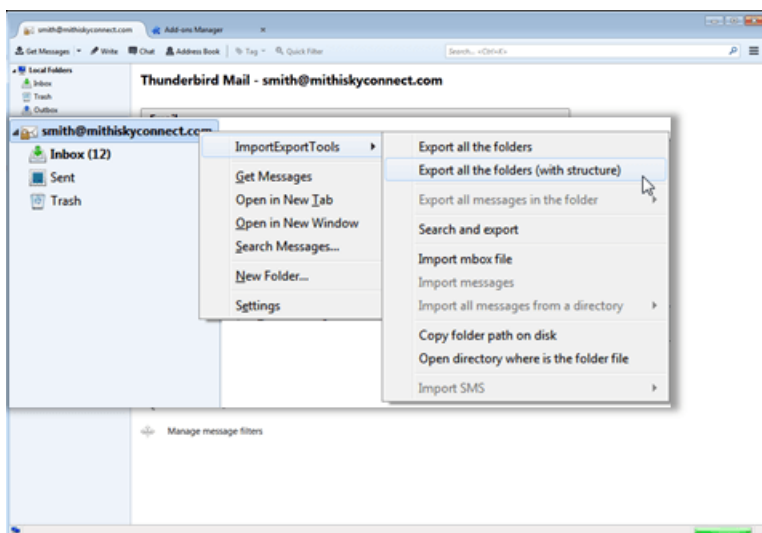 smith@mithiskyconnect.com
Add-ons Manager
Get Messages
Write
Chat
Address Book
Tag
Quick Filter
Search... <Ctrl+K>
Local Folders
Inbox
Trash
Outbox
Thunderbird Mail - smith@mithiskyconnect.com
smith@mithiskyconnect.com
Inbox (12)
Sent
Trash
ImportExportTools
Get Messages
Open in New Tab
Open in New Window
Search Messages...
New Folder...
Settings
Export all the folders
Export all the folders (with structure)
Export all messages in the folder
Search and export
Import mbox file
Import messages
Import all messages from a directory
Copy folder path on disk
Open directory where is the folder file
Import SMS
Manage message filters